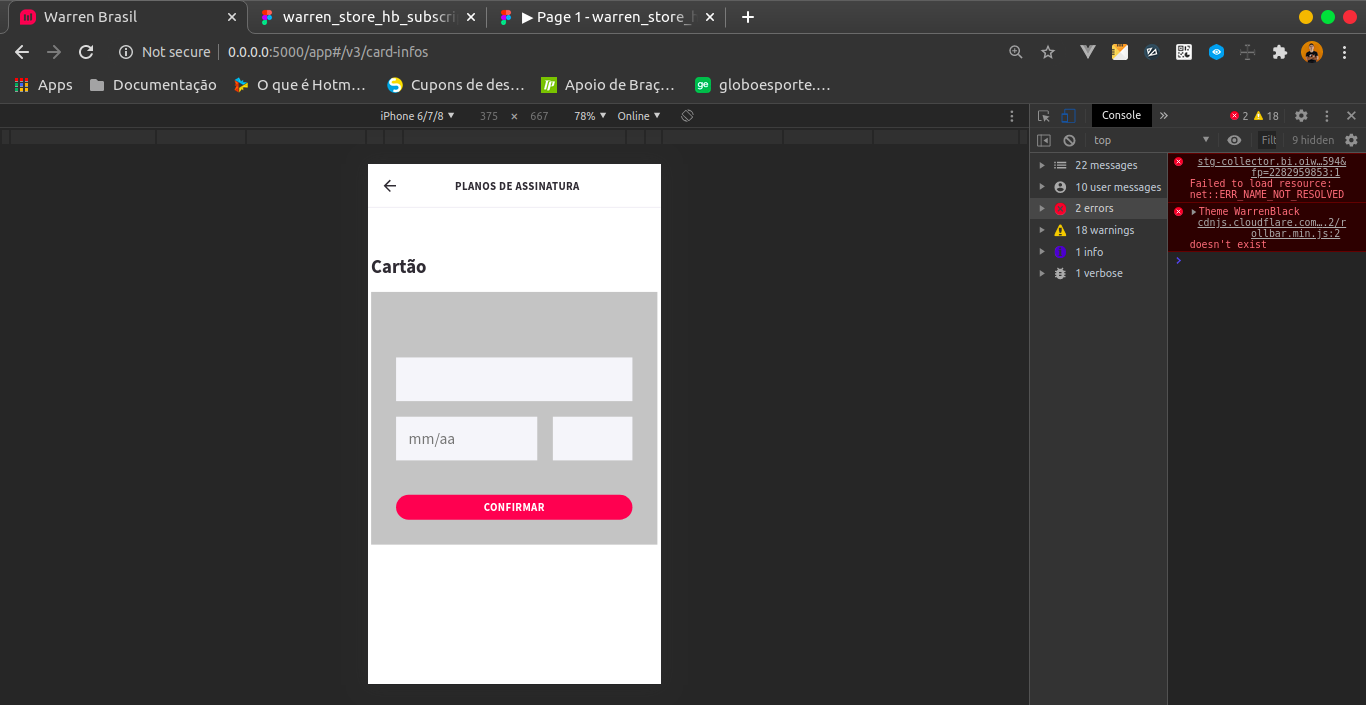 Warren Brasil
warren_store_hb_subscri
▶ Page 1 - warren_store_h
Not secure | 0.0.0.0:5000/app#/v3/card-infos
Apps
Documentação
O que é Hotm…
Cupons de des…
Apoio de Braç…
globoesporte.…
iPhone 6/7/8 ▼ 375 × 667 78% ▼ Online ▼
Console » 2 18
top ▼ Filt 9 hidden
PLANOS DE ASSINATURA
Cartão
mm/aa
CONFIRMAR
22 messages
10 user messages
2 errors
18 warnings
1 info
1 verbose
stg-collector.bi.oiw…594&
fp=2282959853:1
Failed to load resource:
net::ERR_NAME_NOT_RESOLVED
Theme WarrenBlack
cdnjs.cloudflare.com….2/r
ollbar.min.js:2
doesn't exist